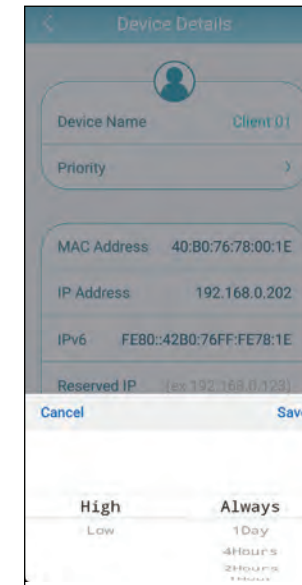 Device Details
Device Name Client 01
Priority
MAC Address 40:B0:76:78:00:1E
IP Address 192.168.0.202
IPv6 FE80::42B0:76FF:FE78:1E
Reserved IP (ex 192.168.0.123)
Cancel Save
High Always
Low 1Day
4Hours
2Hours
1Hour